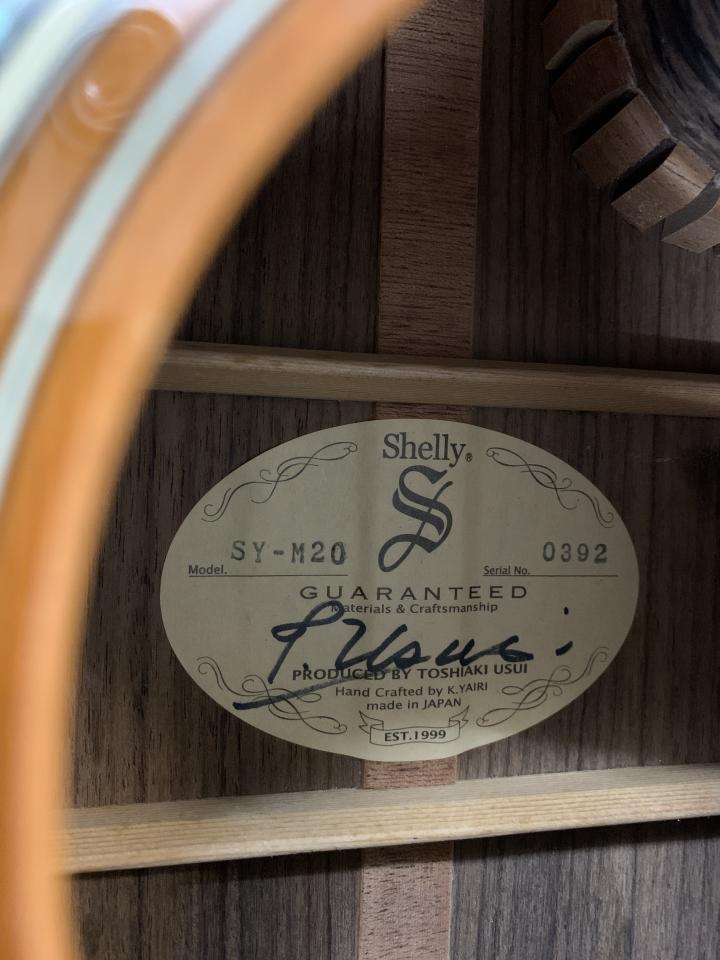 Shelly®
S
Model. SY-M20 Serial No. 0392
GUARANTEED
Materials & Craftsmanship
T. Usui
PRODUCED BY TOSHIAKI USUI
Hand Crafted by K.YAIRI
made in JAPAN
EST.1999